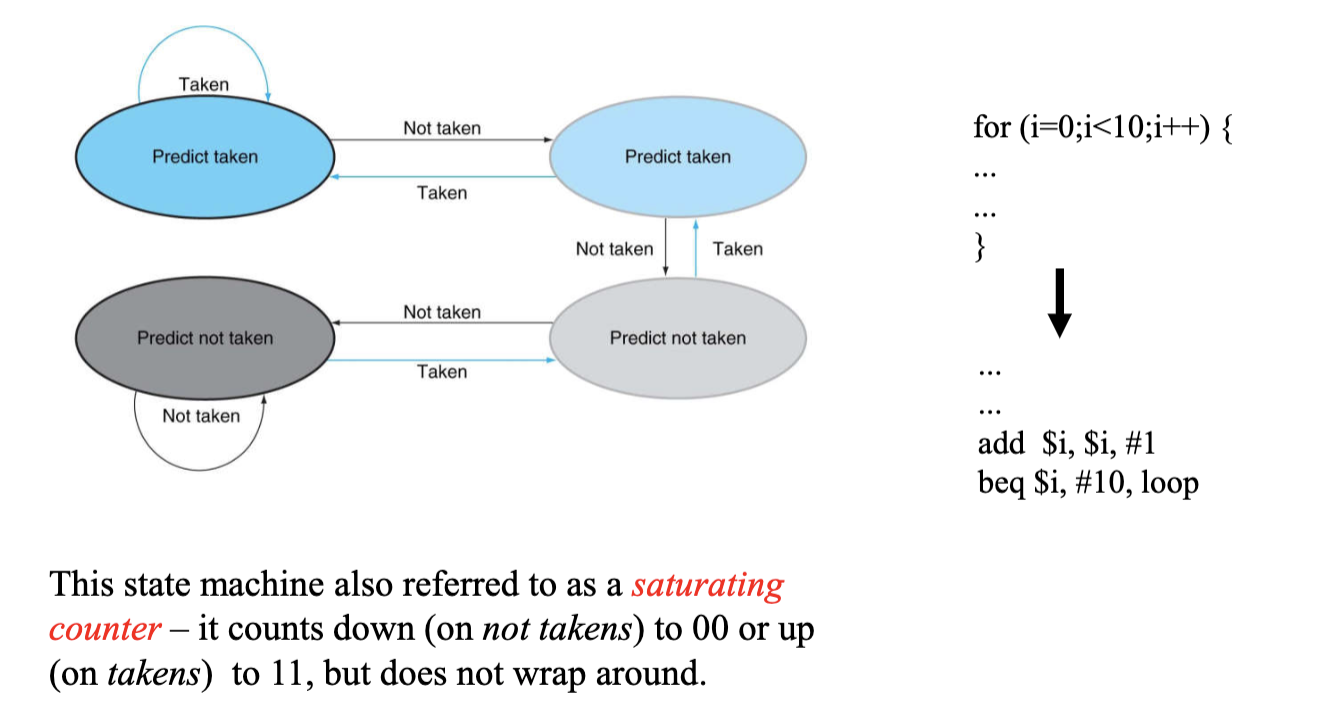 Taken
Predict taken
Not taken
Taken
Predict taken
Not taken
Taken
Predict not taken
Not taken
Taken
Predict not taken
Not taken
for (i=0;i<10;i++) {
...
...
}
...
...
add $i, $i, #1
beq $i, #10, loop
This state machine also referred to as a saturating
counter – it counts down (on not takens) to 00 or up
(on takens) to 11, but does not wrap around.